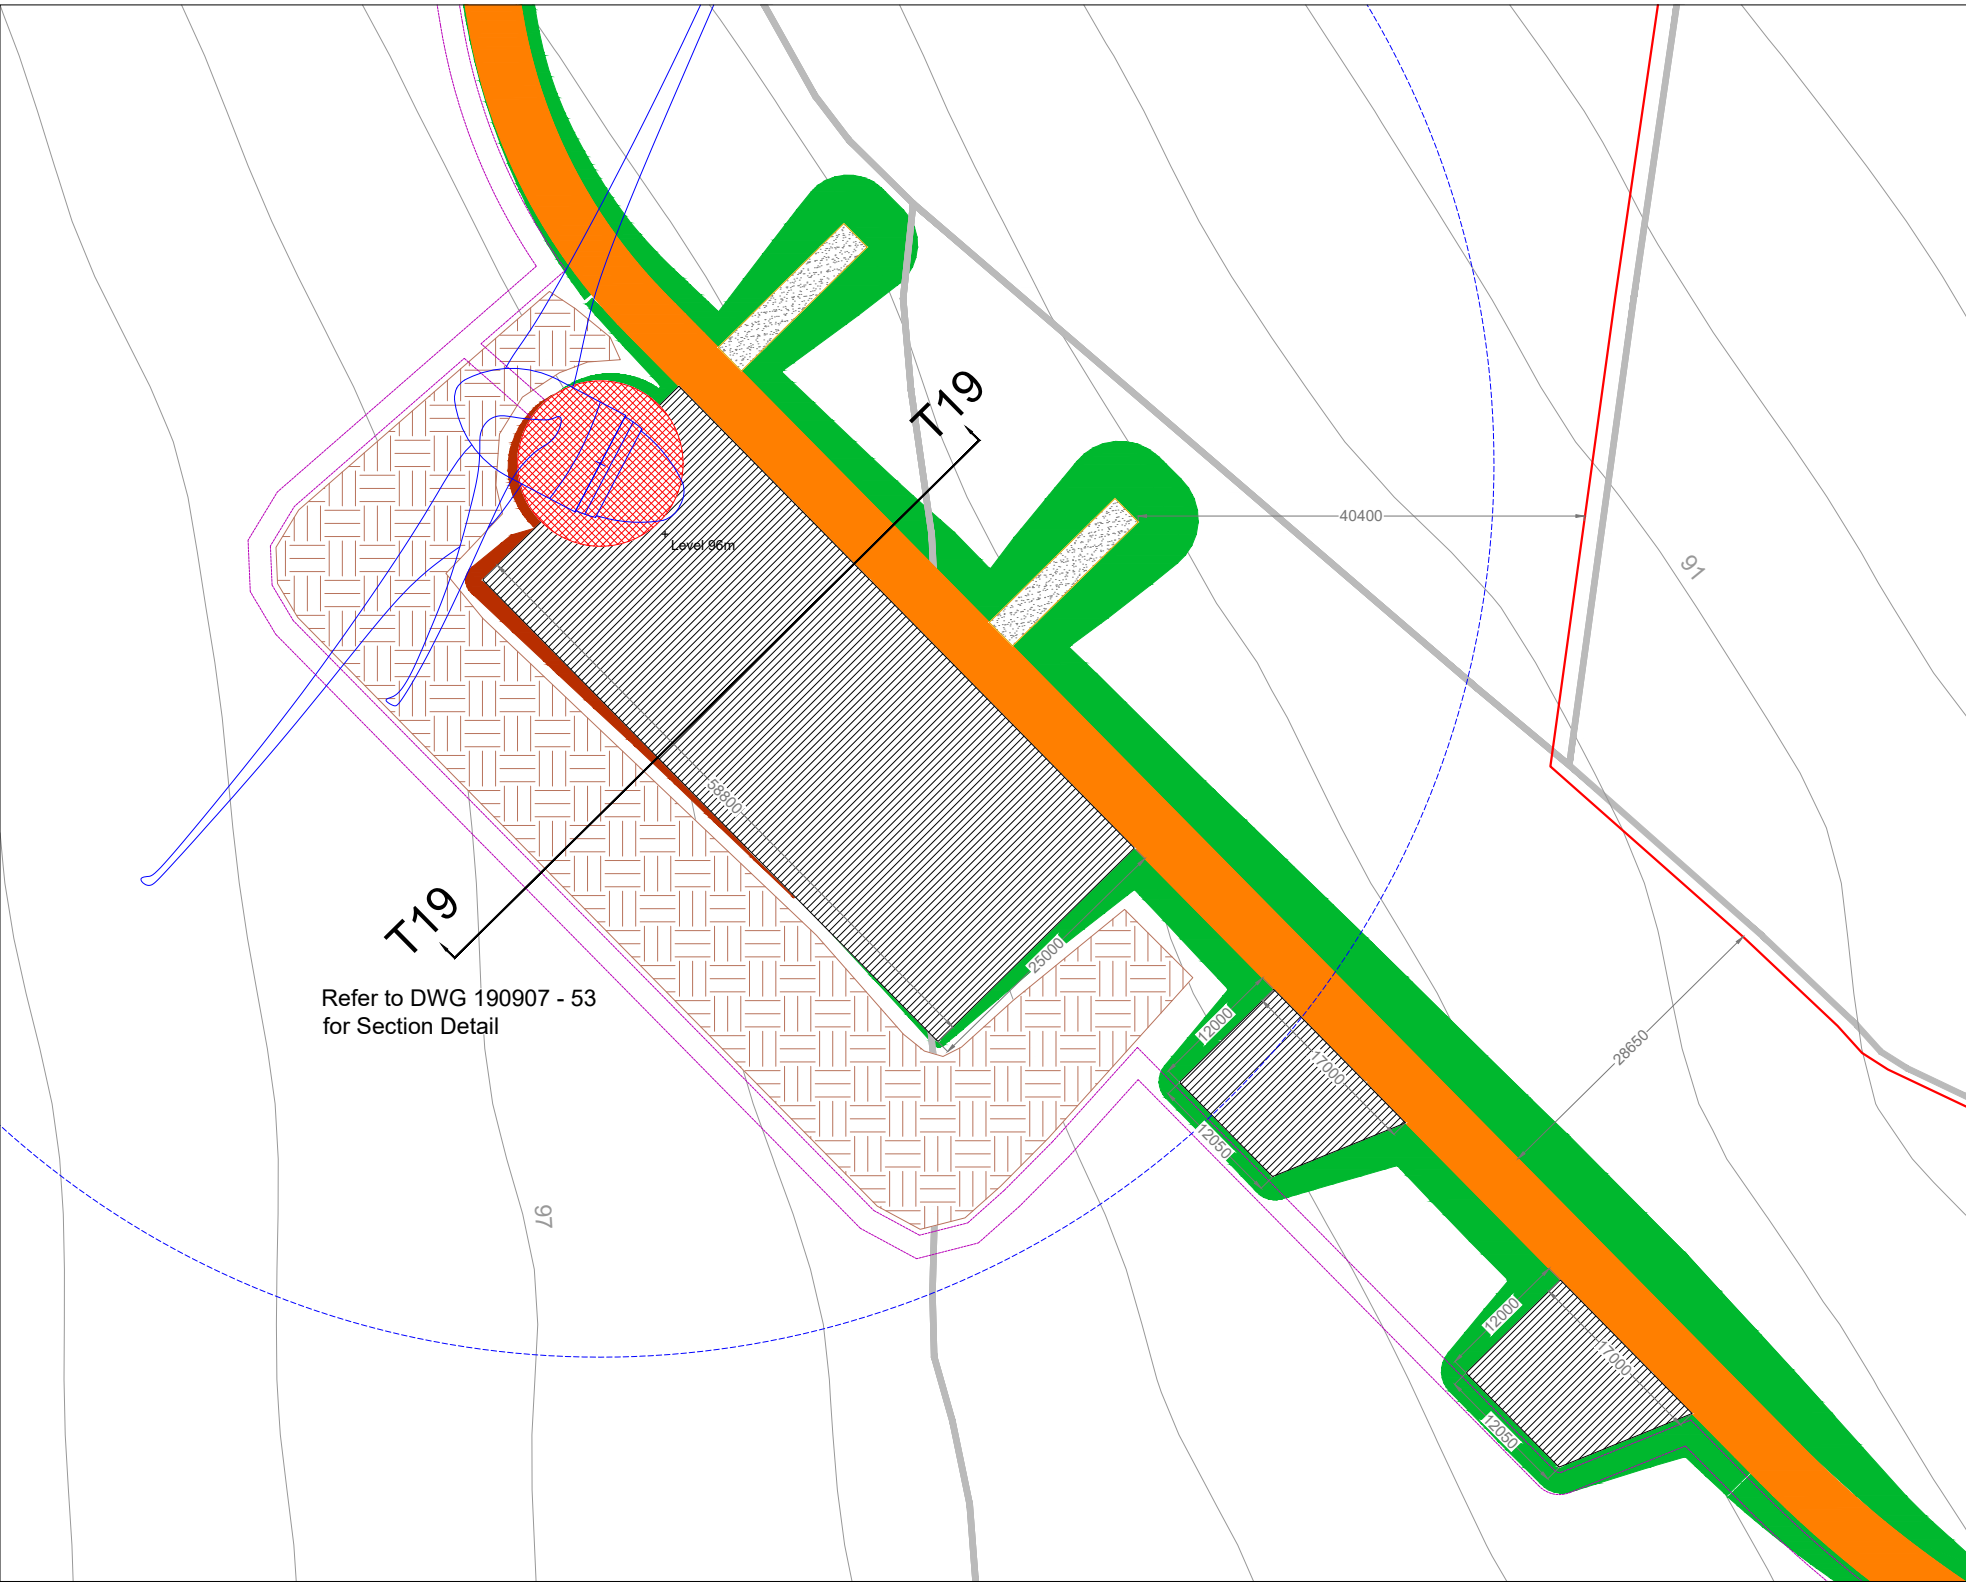 T19
40400
Level 96m
91
58800
T19
25000
Refer to DWG 190907 - 53
for Section Detail
12000
17000
28650
12050
97
12000
17000
12050